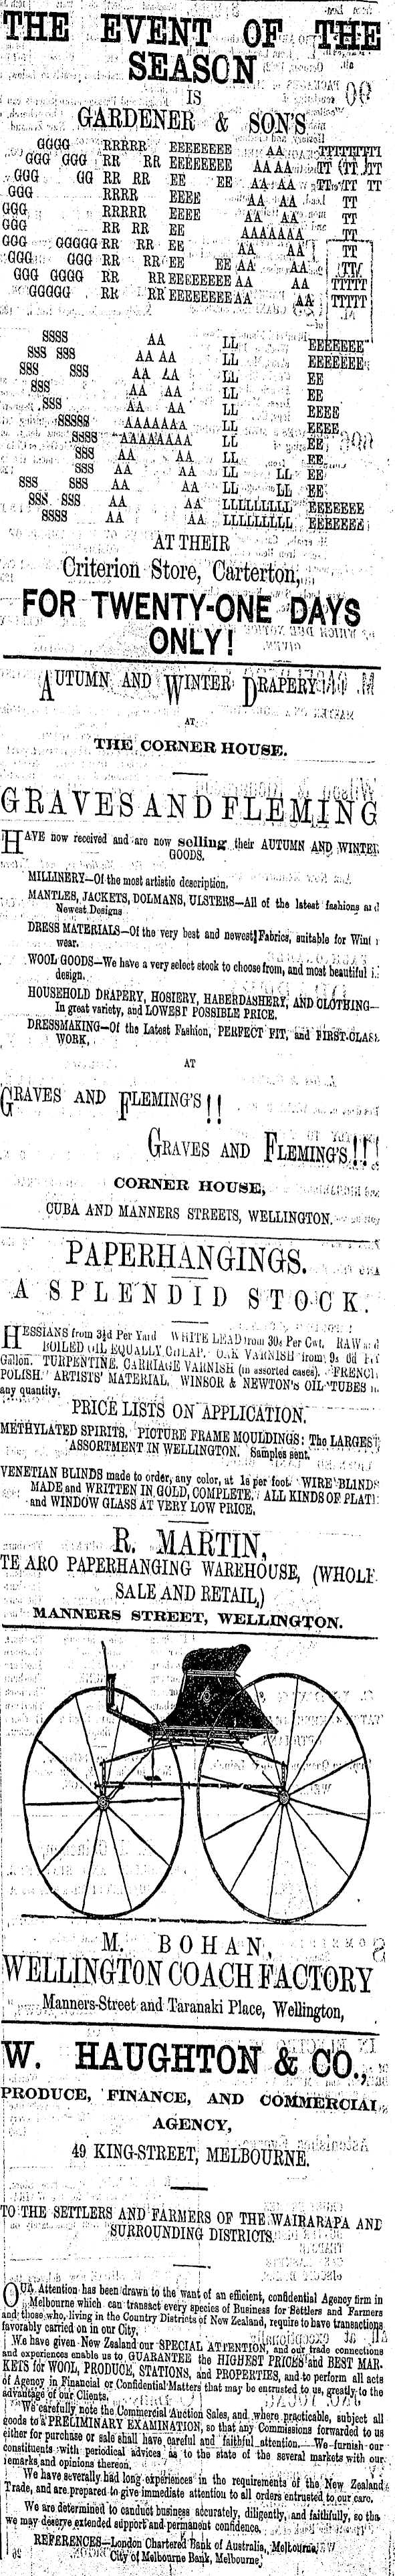 THE EVENT OF THE
SEASON
IS
GARDENER & SON'S
GREAT
SALE
AT THEIR
Criterion Store, Carterton,
FOR TWENTY-ONE DAYS
ONLY!
AUTUMN AND WINTER DRAPERY
AT
THE CORNER HOUSE.
GRAVES AND FLEMING
HAVE now received and are now selling their AUTUMN AND WINTER
GOODS.
MILLINERY—Of the most artistic description.
MANTLES, JACKETS, DOLMANS, ULSTERS—All of the latest fashions and
Newest Designs
DRESS MATERIALS—Of the very best and newest Fabrics, suitable for Wint r
wear.
WOOL GOODS—We have a very select stock to choose from, and most beautiful i.
design.
HOUSEHOLD DRAPERY, HOSIERY, HABERDASHERY, AND CLOTHING—
In great variety, and LOWEST POSSIBLE PRICE.
DRESSMAKING—Of the Latest Fashion, PERFECT FIT, and FIRST-CLASS
WORK,
AT
GRAVES AND FLEMING'S!!
GRAVES AND FLEMING'S!!!
CORNER HOUSE,
CUBA AND MANNERS STREETS, WELLINGTON.
PAPERHANGINGS.
A SPLENDID STOCK.
HESSIANS from 3½d Per Yard WHITE LEAD from 30s Per Cwt. RAW and
BOILED OIL EQUALLY CHEAP. OAK VARNISH from 9s 6d Per
Gallon. TURPENTINE, CARRIAGE VARNISH (in assorted cases). FRENCH
POLISH. ARTISTS' MATERIAL, WINSOR & NEWTON'S OIL TUBES in
any quantity.
PRICE LISTS ON APPLICATION.
METHYLATED SPIRITS. PICTURE FRAME MOULDINGS: The LARGEST
ASSORTMENT IN WELLINGTON. Samples sent.
VENETIAN BLINDS made to order, any color, at 1s per foot. WIRE BLINDS
MADE and WRITTEN IN GOLD, COMPLETE. ALL KINDS OF PLATE
and WINDOW GLASS AT VERY LOW PRICE.
R. MARTIN,
TE ARO PAPERHANGING WAREHOUSE, (WHOLE
SALE AND RETAIL,)
MANNERS STREET, WELLINGTON.
M. BOHAN,
WELLINGTON COACH FACTORY
Manners-Street and Taranaki Place, Wellington,
W. HAUGHTON & CO.,
PRODUCE, FINANCE, AND COMMERCIAL
AGENCY,
49 KING-STREET, MELBOURNE.
TO THE SETTLERS AND FARMERS OF THE WAIRARAPA AND
SURROUNDING DISTRICTS.
OUR Attention has been drawn to the want of an efficient, confidential Agency firm in
Melbourne which can transact every species of Business for Settlers and Farmers
and those who, living in the Country Districts of New Zealand, require to have transactions
favorably carried on in our City.
We have given New Zealand our SPECIAL ATTENTION and our trade connections
and experiences enable us to GUARANTEE the HIGHEST PRICES and BEST MAR-
KETS for WOOL, PRODUCE, STATIONS, and PROPERTIES, and to perform all acts
of Agency in Financial or Confidential Matters that may be entrusted to us, greatly to the
advantage of our Clients.
We carefully note the Commercial Auction Sales, and where practicable, subject all
goods to a PRELIMINARY EXAMINATION, so that any Commissions forwarded to us
either for purchase or sale shall have careful and faithful attention. We furnish our
constituents with periodical advices as to the state of the several markets with our
remarks and opinions thereon.
We have severally had long experiences in the requirements of the New Zealand
Trade, and are prepared to give immediate attention to all orders entrusted to our care.
We are determined to conduct business accurately, diligently, and faithfully, so that
we may deserve extended support and permanent confidence.
REFERENCES—London Chartered Bank of Australia, Melbourne,
City of Melbourne Bank, Melbourne,